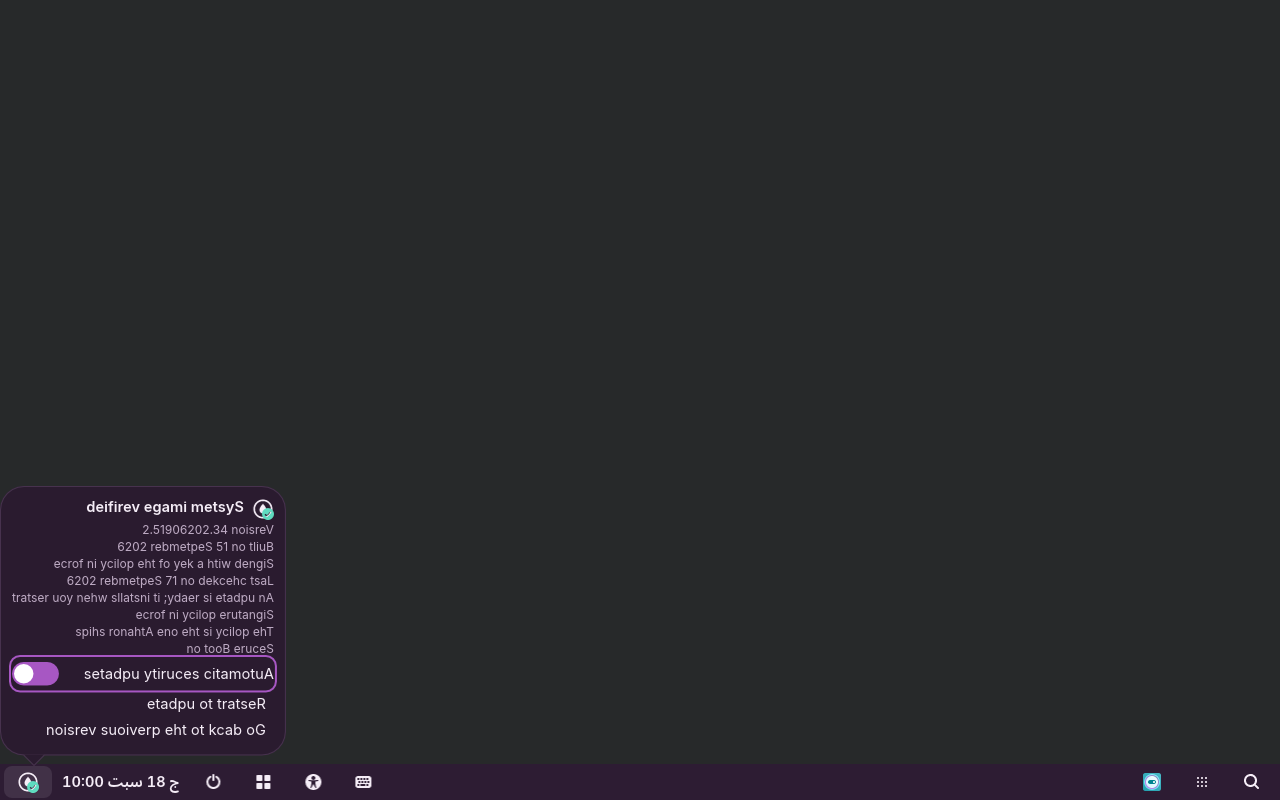 deifirev egami metsyS
2.51906202.34 noisreV
6202 rebmetpeS 51 no tliuB
ecrof ni ycilop eht fo yek a htiw dengiS
6202 rebmetpeS 71 no dekcehc tsaL
tratser uoy nehw sllatsni ti ;ydaer si etadpu nA
ecrof ni ycilop erutangiS
spihs ranohtA eno eht si ycilop ehT
no tooB eruceS
setadpu ytiruces citamotuA
etadpu ot tratseR
noisrev suoiverp eht ot kcab oG
ج 18 سبت 10:00